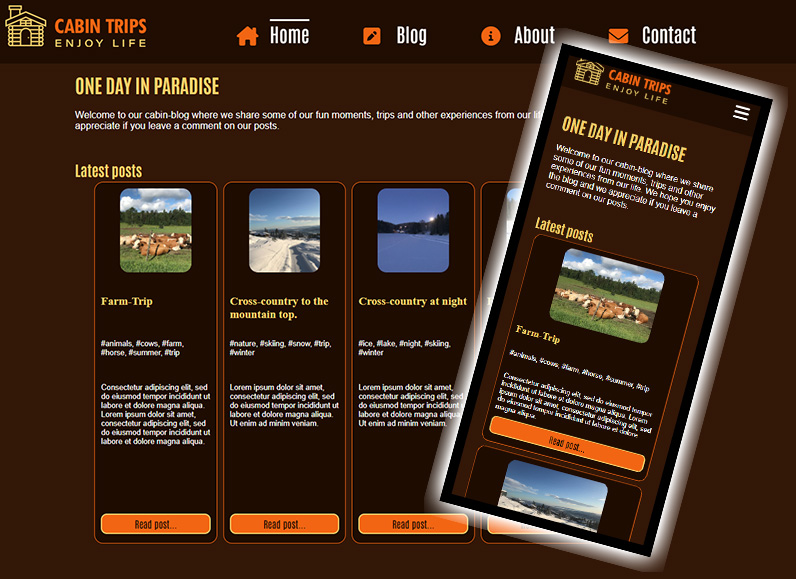 CABIN TRIPS
ENJOY LIFE
Home
Blog
About
Contact
ONE DAY IN PARADISE
Welcome to our cabin-blog where we share some of our fun moments, trips and other experiences from our
appreciate if you leave a comment on our posts.
Latest posts
Farm-Trip
#animals, #cows, #farm,
#horse, #summer, #trip
Consectetur adipiscing elit, sed
do eiusmod tempor incididunt ut
labore et dolore magna aliqua.
Lorem ipsum dolor sit amet,
consectetur adipiscing elit, sed
do eiusmod tempor incididunt ut
labore et dolore magna aliqua.
Read post...
Cross-country to the
mountain top.
#nature, #skiing, #snow, #trip,
#winter
Lorem ipsum dolor sit amet,
consectetur adipiscing elit, sed
do eiusmod tempor incididunt ut
labore et dolore magna aliqua.
Ut enim ad minim veniam.
Read post...
Cross-country at night
#ice, #lake, #night, #skiing,
#winter
Lorem ipsum dolor sit amet,
consectetur adipiscing elit, sed
do eiusmod tempor incididunt ut
labore et dolore magna aliqua.
Ut enim ad minim veniam.
Read post...
CABIN TRIPS
ENJOY LIFE
ONE DAY IN PARADISE
Welcome to our cabin-blog where we share
some of our fun moments, trips and other
experiences from our life. We hope you enjoy
the blog and we appreciate if you leave a
comment on our posts.
Latest posts
Farm-Trip
#animals, #cows, #farm, #horse, #summer, #trip
Consectetur adipiscing elit, sed do eiusmod tempor
incididunt ut labore et dolore magna aliqua. Lorem
ipsum dolor sit amet, consectetur adipiscing elit, sed
do eiusmod tempor incididunt ut labore et dolore
magna aliqua.
Read post...